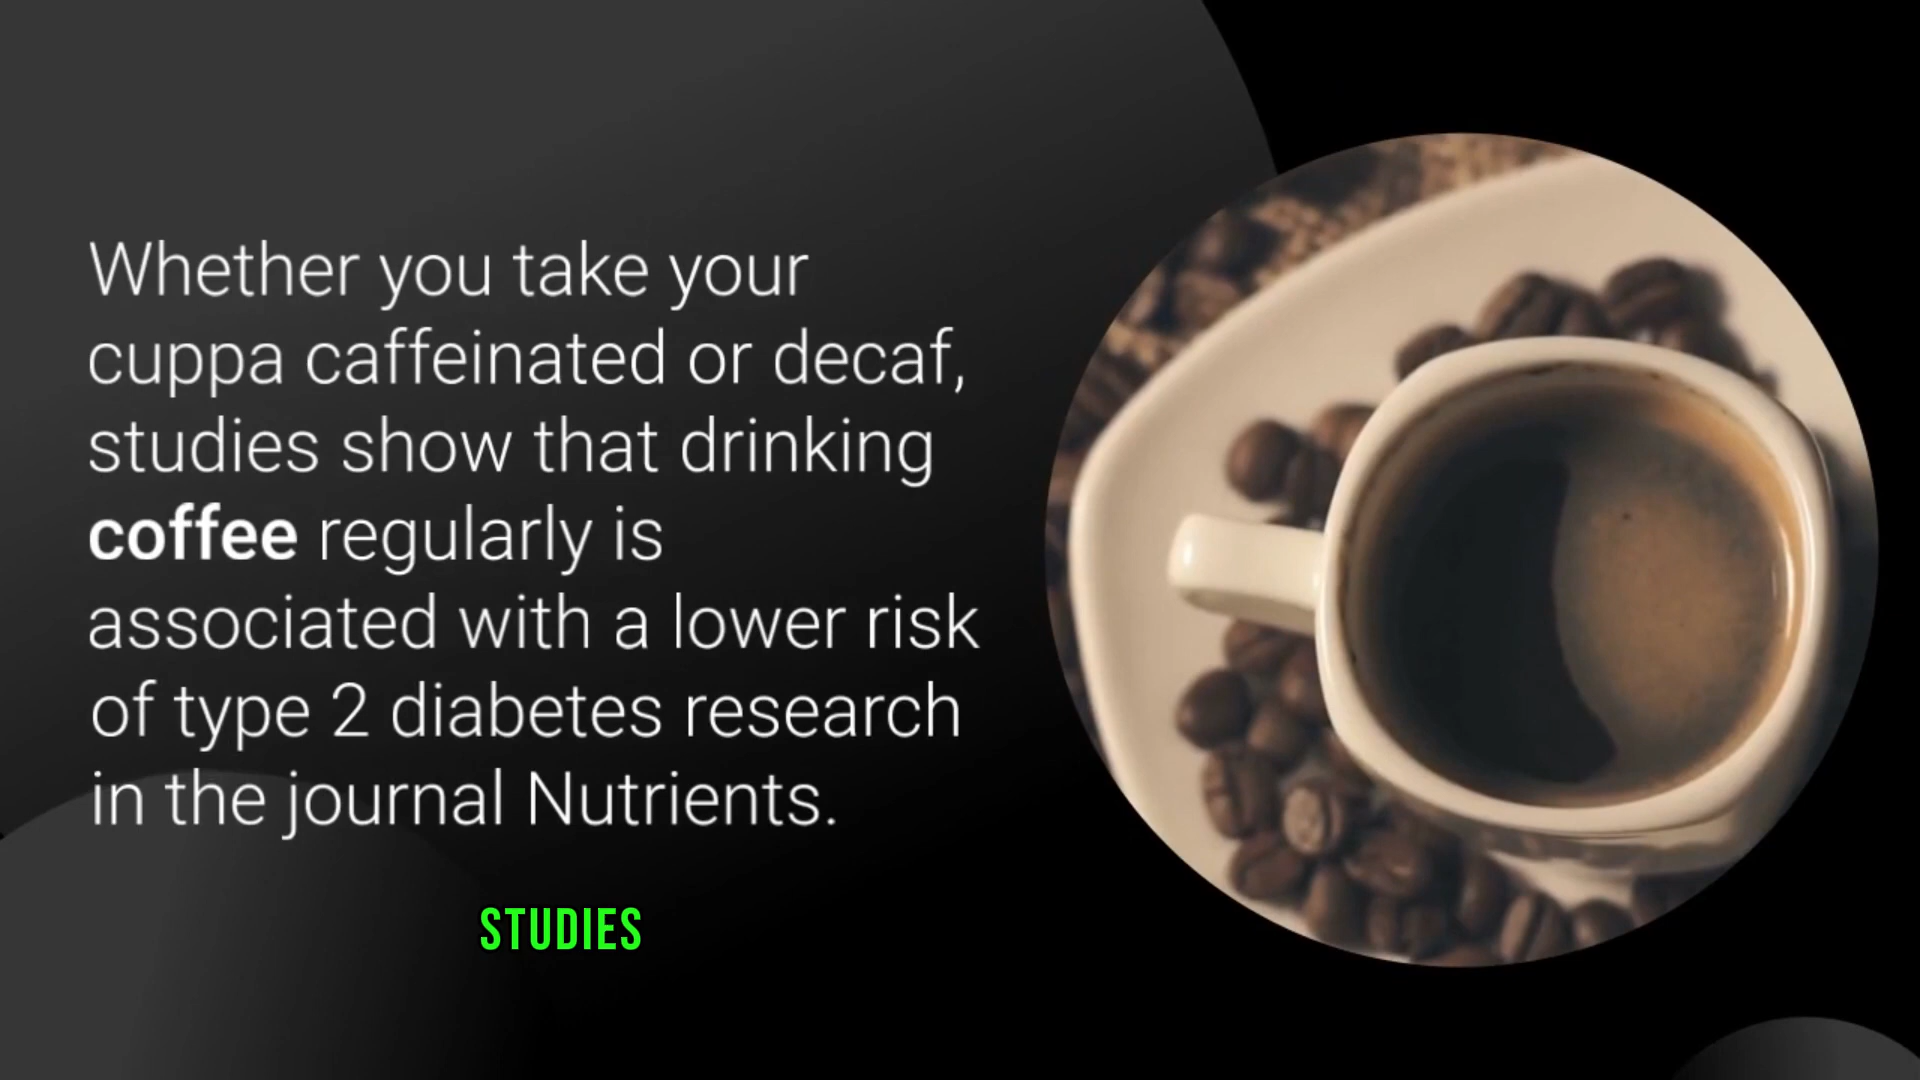 Whether you take your
cuppa caffeinated or decaf,
studies show that drinking
coffee regularly is
associated with a lower risk
of type 2 diabetes research
in the journal Nutrients.
STUDIES